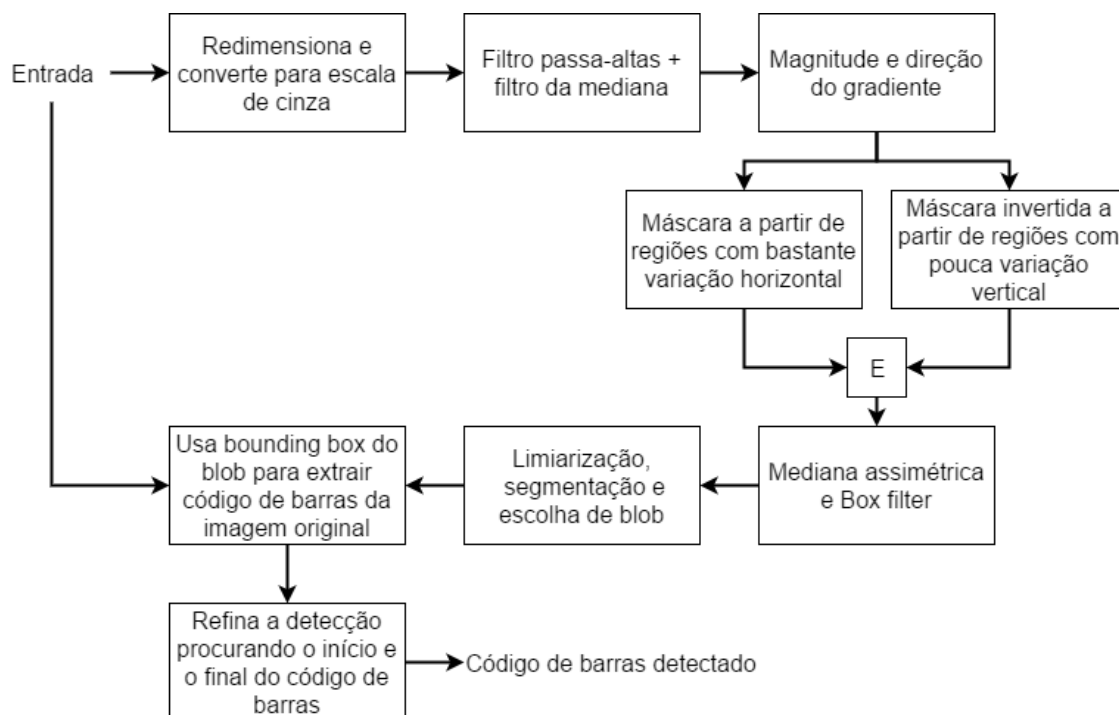 Entrada
Redimensiona e
converte para escala
de cinza
Filtro passa-altas +
filtro da mediana
Magnitude e direção
do gradiente
Máscara a partir de
regiões com bastante
variação horizontal
Máscara invertida a
partir de regiões com
pouca variação
vertical
E
Mediana assimétrica
e Box filter
Limiarização,
segmentação e
escolha de blob
Usa bounding box do
blob para extrair
código de barras da
imagem original
Refina a detecção
procurando o início e
o final do código de
barras
Código de barras detectado